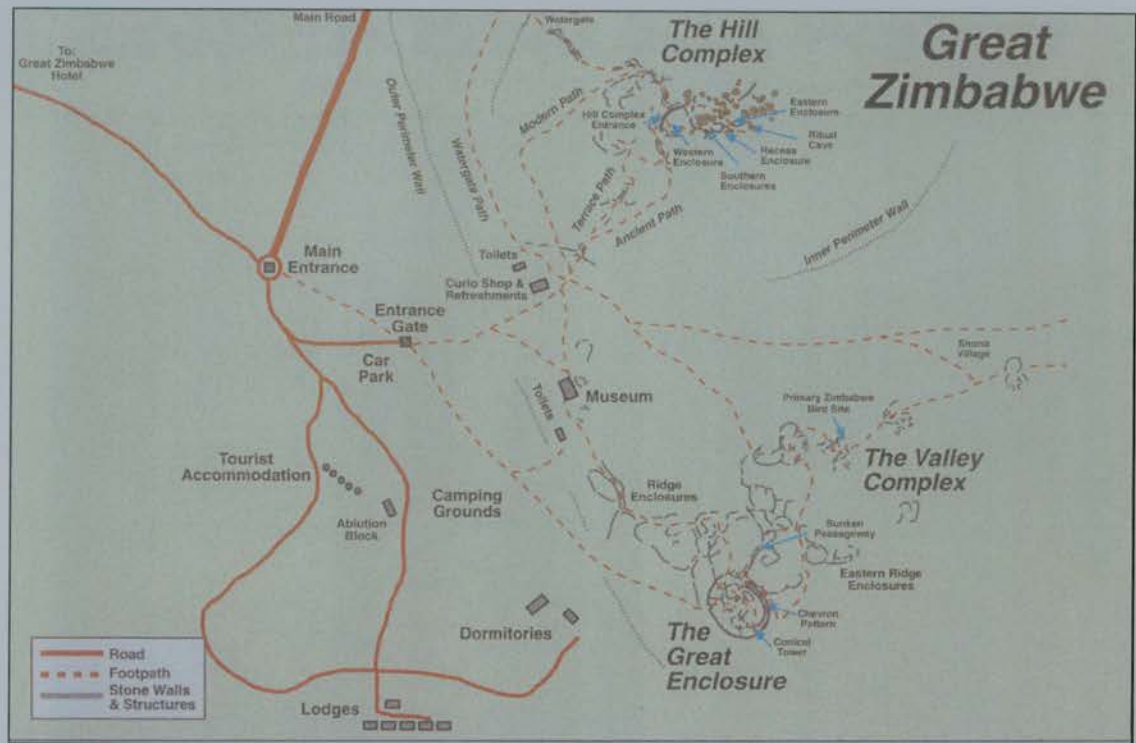 Great
Zimbabwe
Main Road
To:
Great Zimbabwe
Hotel
Watergate
The Hill
Complex
Outer Perimeter Wall
Watergate Path
Modern Path
Hill Complex
Entrance
Western
Enclosure
Southern
Enclosures
Recess
Enclosure
Ritual
Cave
Eastern
Enclosure
Terrace Path
Ancient Path
Inner Perimeter Wall
Main
Entrance
Toilets
Curio Shop &
Refreshments
Entrance
Gate
Car
Park
Museum
Toilets
Shona
Village
Primary Zimbabwe
Bird Site
The Valley
Complex
Tourist
Accommodation
Ablution
Block
Camping
Grounds
Ridge
Enclosures
Sunken
Passageway
Eastern Ridge
Enclosures
Chevron
Pattern
Conical
Tower
Dormitories
The
Great
Enclosure
Lodges
Road
Footpath
Stone Walls
& Structures